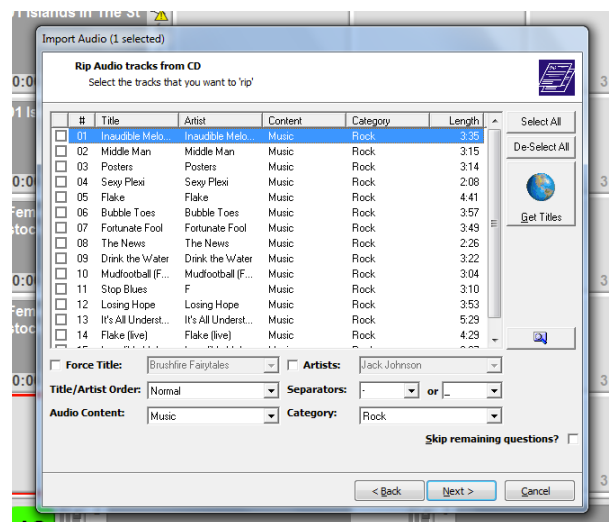 Islands In The St
Import Audio (1 selected)
Rip Audio tracks from CD
Select the tracks that you want to 'rip'
# Title Artist Content Category Length
01 Inaudible Melo... Inaudible Melo... Music Rock 3:35
02 Middle Man Middle Man Music Rock 3:15
03 Posters Posters Music Rock 3:14
04 Sexy Plexi Sexy Plexi Music Rock 2:08
05 Flake Flake Music Rock 4:41
06 Bubble Toes Bubble Toes Music Rock 3:57
07 Fortunate Fool Fortunate Fool Music Rock 3:49
08 The News The News Music Rock 2:26
09 Drink the Water Drink the Water Music Rock 3:22
10 Mudfootball (F... Mudfootball (F... Music Rock 3:04
11 Stop Blues F Music Rock 3:10
12 Losing Hope Losing Hope Music Rock 3:53
13 It's All Underst... It's All Underst... Music Rock 5:29
14 Flake (live) Flake (live) Music Rock 4:29
Select All
De-Select All
Get Titles
Force Title: Brushfire Fairytales Artists: Jack Johnson
Title/Artist Order: Normal Separators: - or _
Audio Content: Music Category: Rock
Skip remaining questions?
< Back Next > Cancel